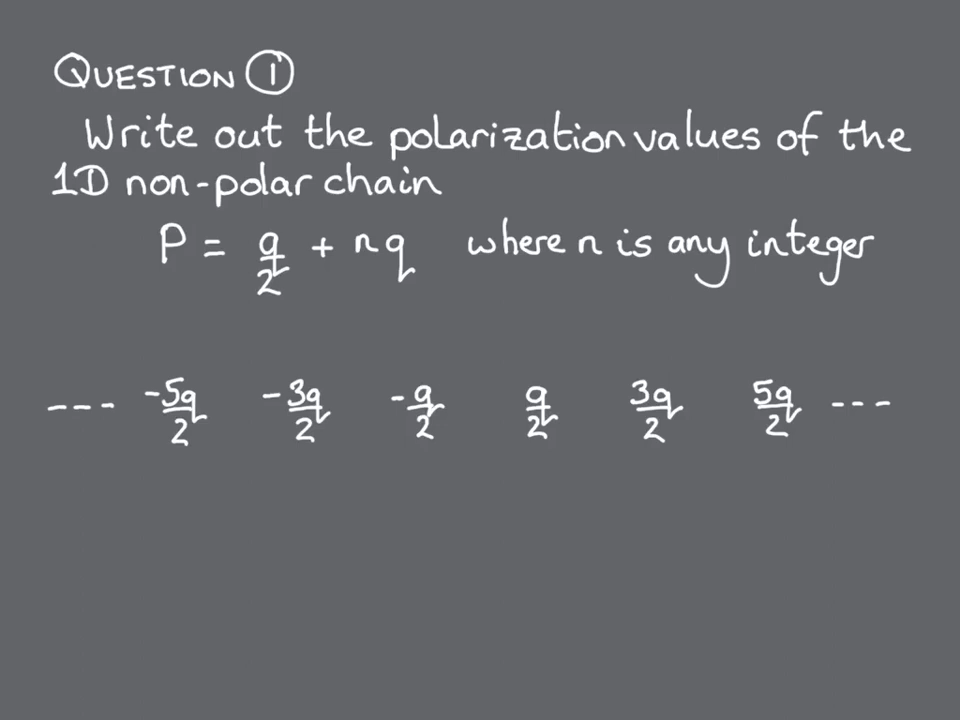 QUESTION ①
Write out the polarization values of the
1D non-polar chain
P = q/2 + nq where n is any integer
--- -5q/2 -3q/2 -q/2 q/2 3q/2 5q/2 ---